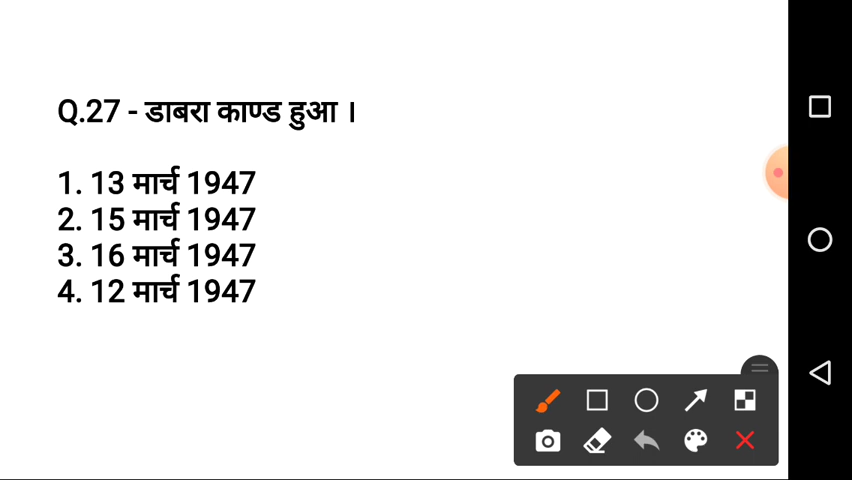 Q.27 - डाबरा काण्ड हुआ ।
1. 13 मार्च 1947
2. 15 मार्च 1947
3. 16 मार्च 1947
4. 12 मार्च 1947